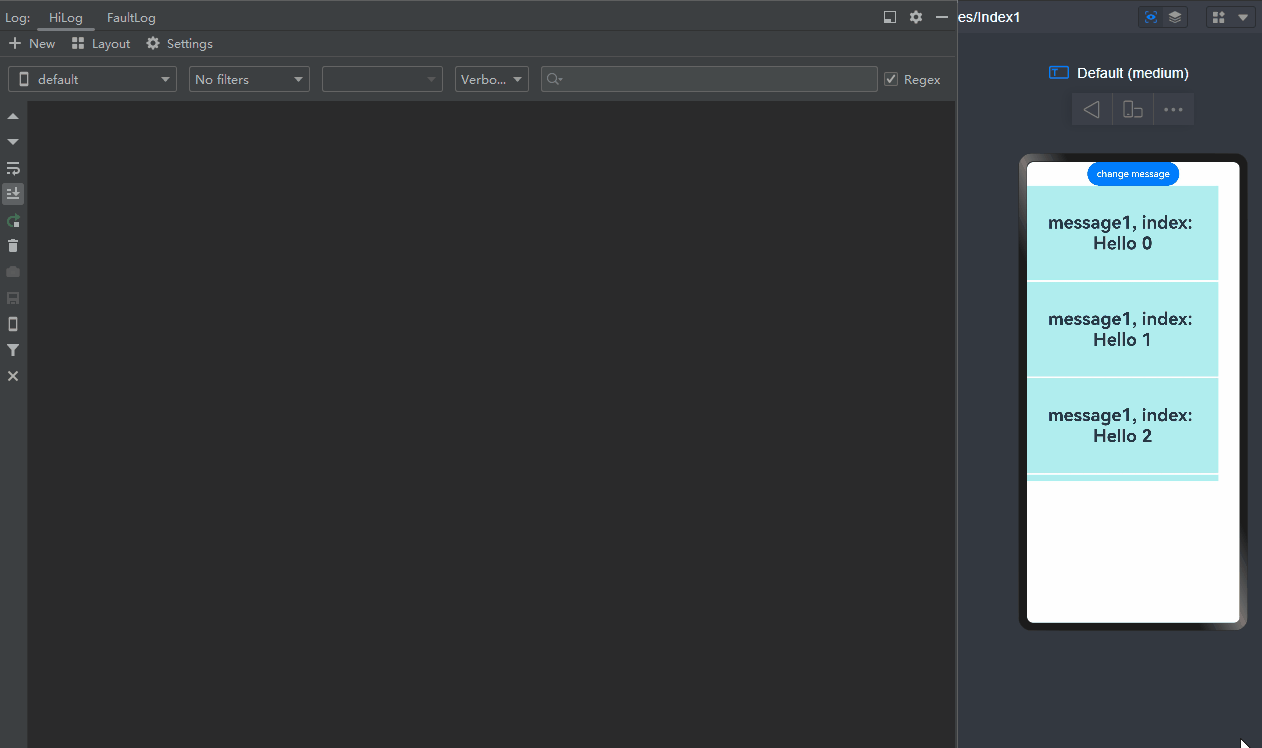 Log: HiLog FaultLog
es/Index1
New Layout Settings
default No filters Verbo... Regex
Default (medium)
change message
message1, index:
Hello 0
message1, index:
Hello 1
message1, index:
Hello 2